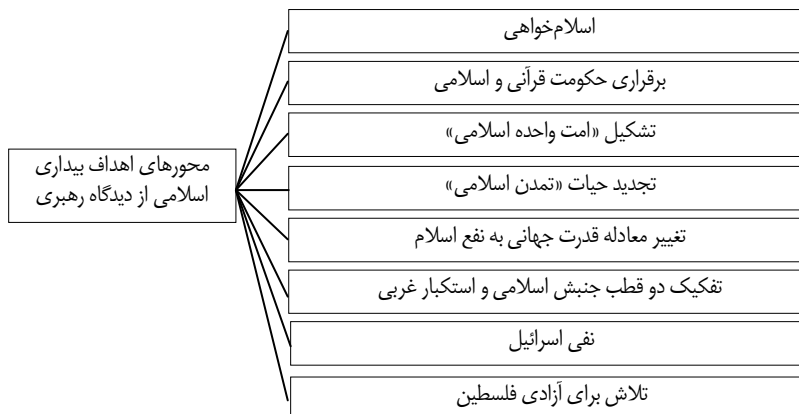 محورهای اهداف بیداری
اسلامی از دیدگاه رهبری
اسلام‌خواهی
برقراری حکومت قرآنی و اسلامی
تشکیل «امت واحده اسلامی»
تجدید حیات «تمدن اسلامی»
تغییر معادله قدرت جهانی به نفع اسلام
تفکیک دو قطب جنبش اسلامی و استکبار غربی
نفی اسرائیل
تلاش برای آزادی فلسطین